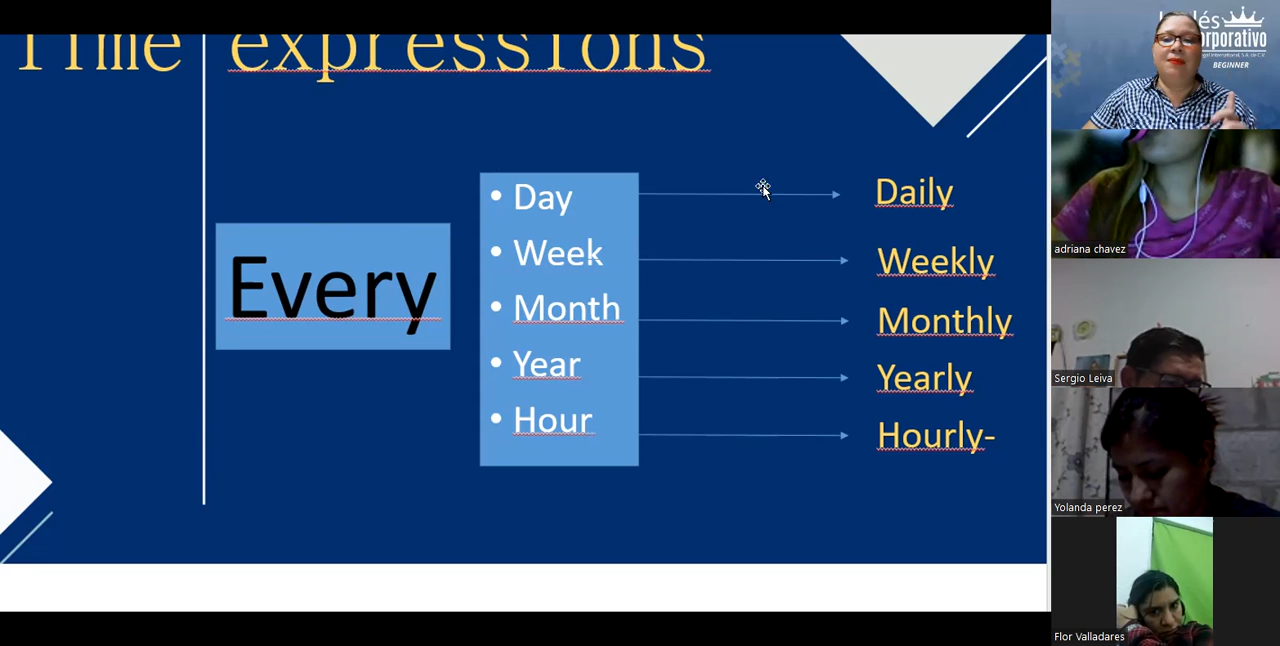 Time expressions
Every
• Day
• Week
• Month
• Year
• Hour
Daily
Weekly
Monthly
Yearly
Hourly-
BEGINNER
adriana chavez
Sergio Leiva
Yolanda perez
Flor Valladares